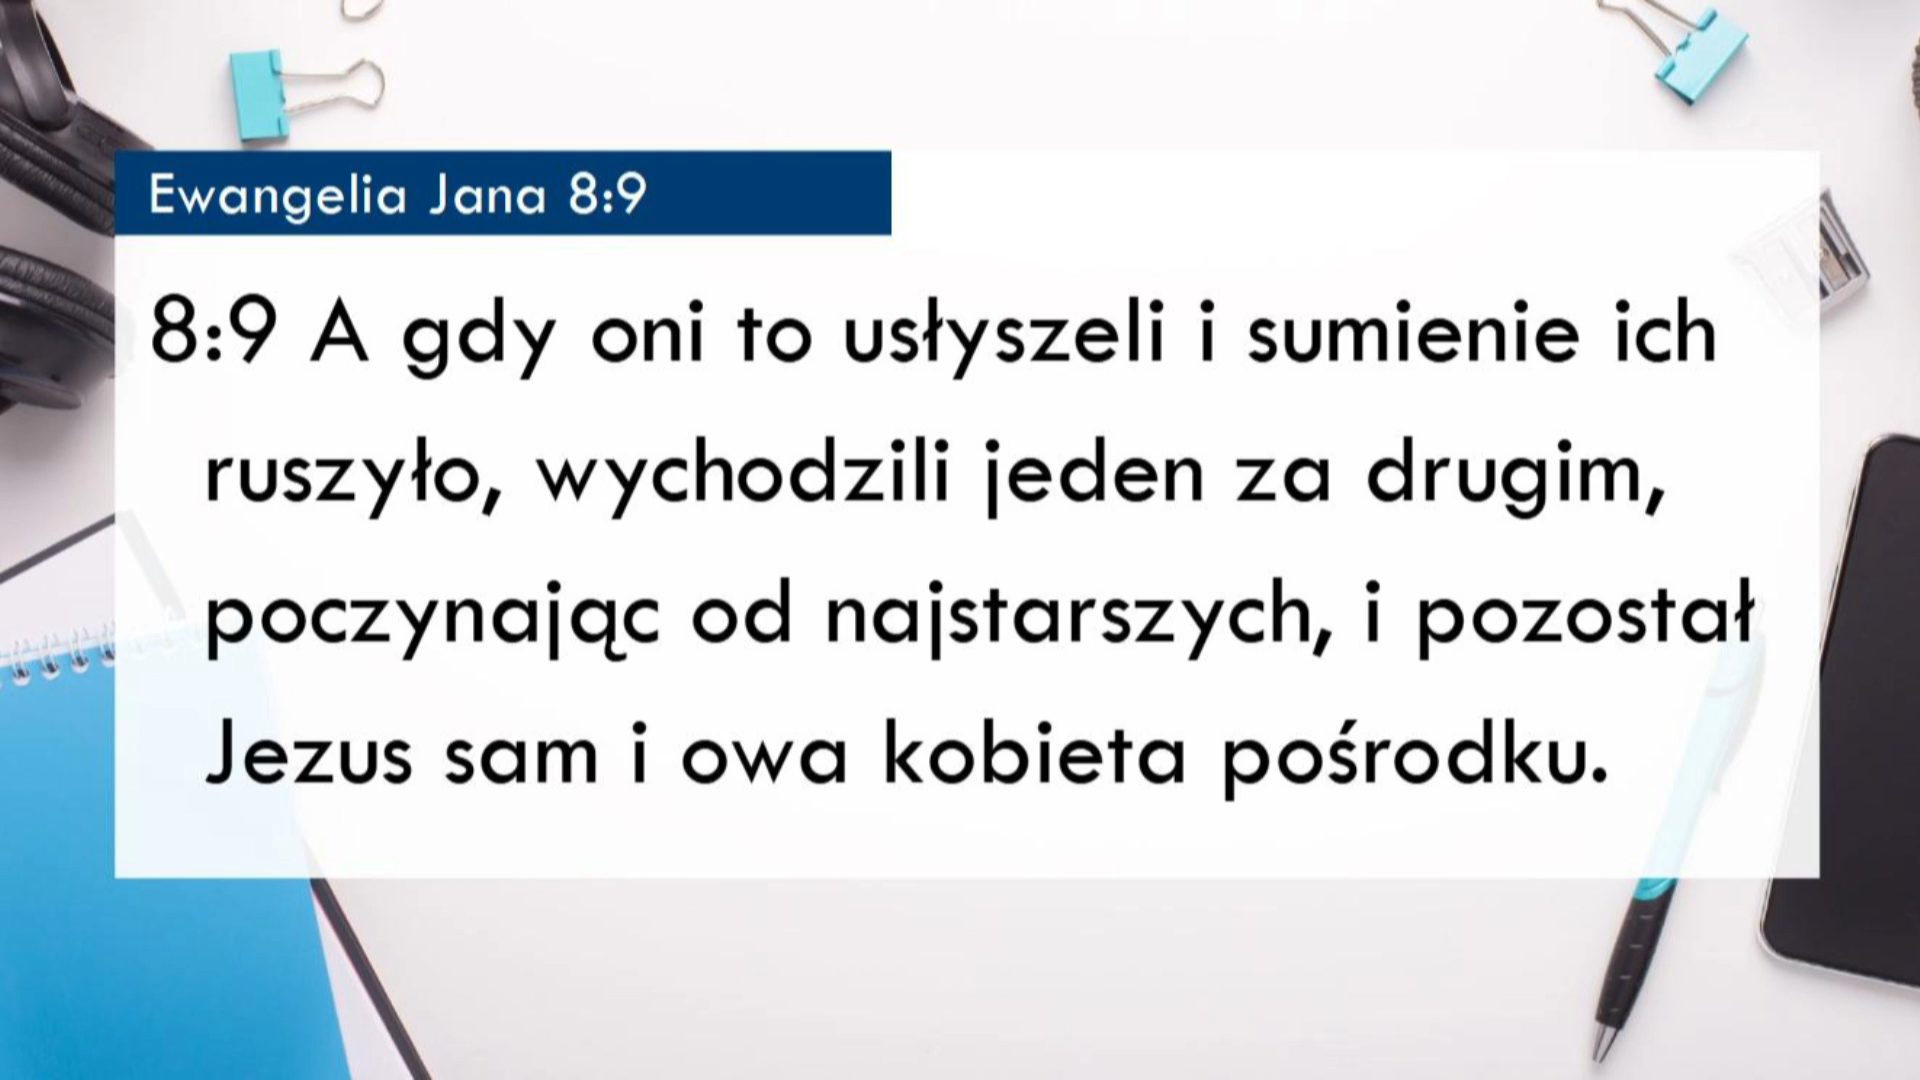 Ewangelia Jana 8:9
8:9 A gdy oni to usłyszeli i sumienie ich
ruszyło, wychodzili jeden za drugim,
poczynając od najstarszych, i pozostał
Jezus sam i owa kobieta pośrodku.